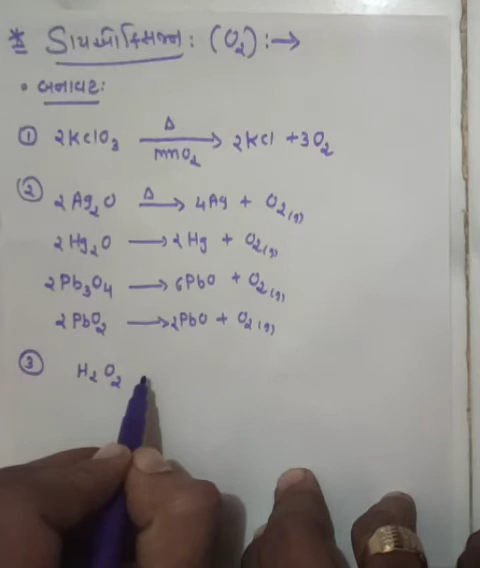 * ડાયઓક્સિજન : (O₂) :→
• બનાવટ :
① 2KClO₃ —Δ/MnO₂→ 2KCl + 3O₂
② 2Ag₂O —Δ→ 4Ag + O₂(g)
2Hg₂O → 2Hg + O₂(g)
2Pb₃O₄ → 6PbO + O₂(g)
2PbO₂ → 2PbO + O₂(g)
③ H₂O₂